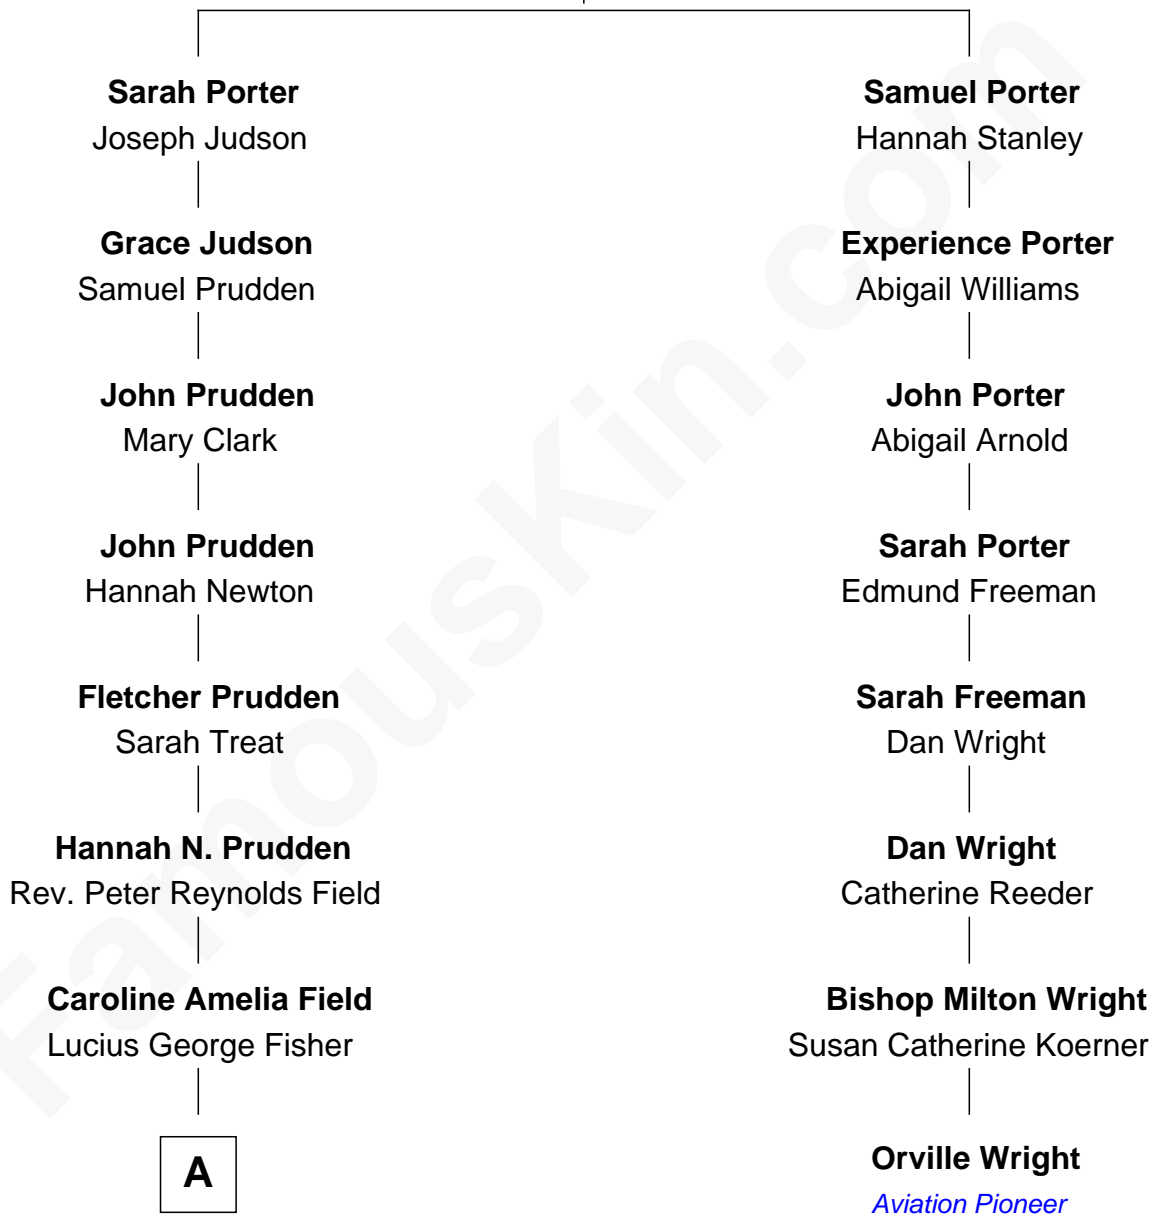 Sarah Porter
Joseph Judson
Samuel Porter
Hannah Stanley
Grace Judson
Samuel Prudden
Experience Porter
Abigail Williams
John Prudden
Mary Clark
John Porter
Abigail Arnold
John Prudden
Hannah Newton
Sarah Porter
Edmund Freeman
Fletcher Prudden
Sarah Treat
Sarah Freeman
Dan Wright
Hannah N. Prudden
Rev. Peter Reynolds Field
Dan Wright
Catherine Reeder
Caroline Amelia Field
Lucius George Fisher
Bishop Milton Wright
Susan Catherine Koerner
A
Orville Wright
Aviation Pioneer
FamousKin.com